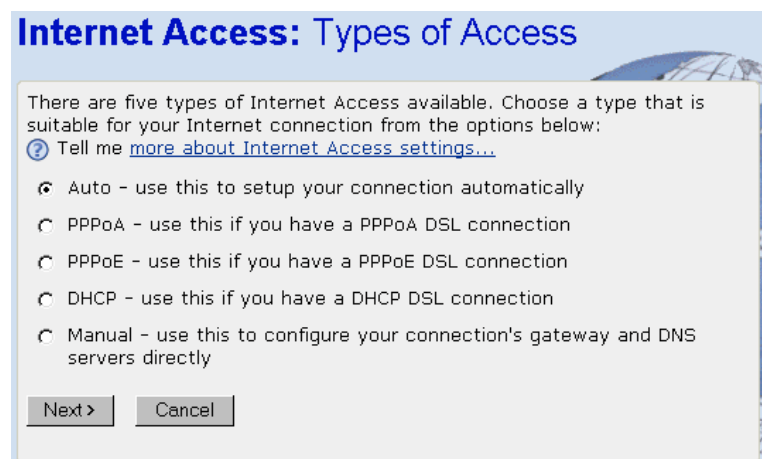 Internet Access: Types of Access
There are five types of Internet Access available. Choose a type that is
suitable for your Internet connection from the options below:
? Tell me more about Internet Access settings...
Auto – use this to setup your connection automatically
PPPoA – use this if you have a PPPoA DSL connection
PPPoE – use this if you have a PPPoE DSL connection
DHCP – use this if you have a DHCP DSL connection
Manual – use this to configure your connection's gateway and DNS
servers directly
Next > Cancel